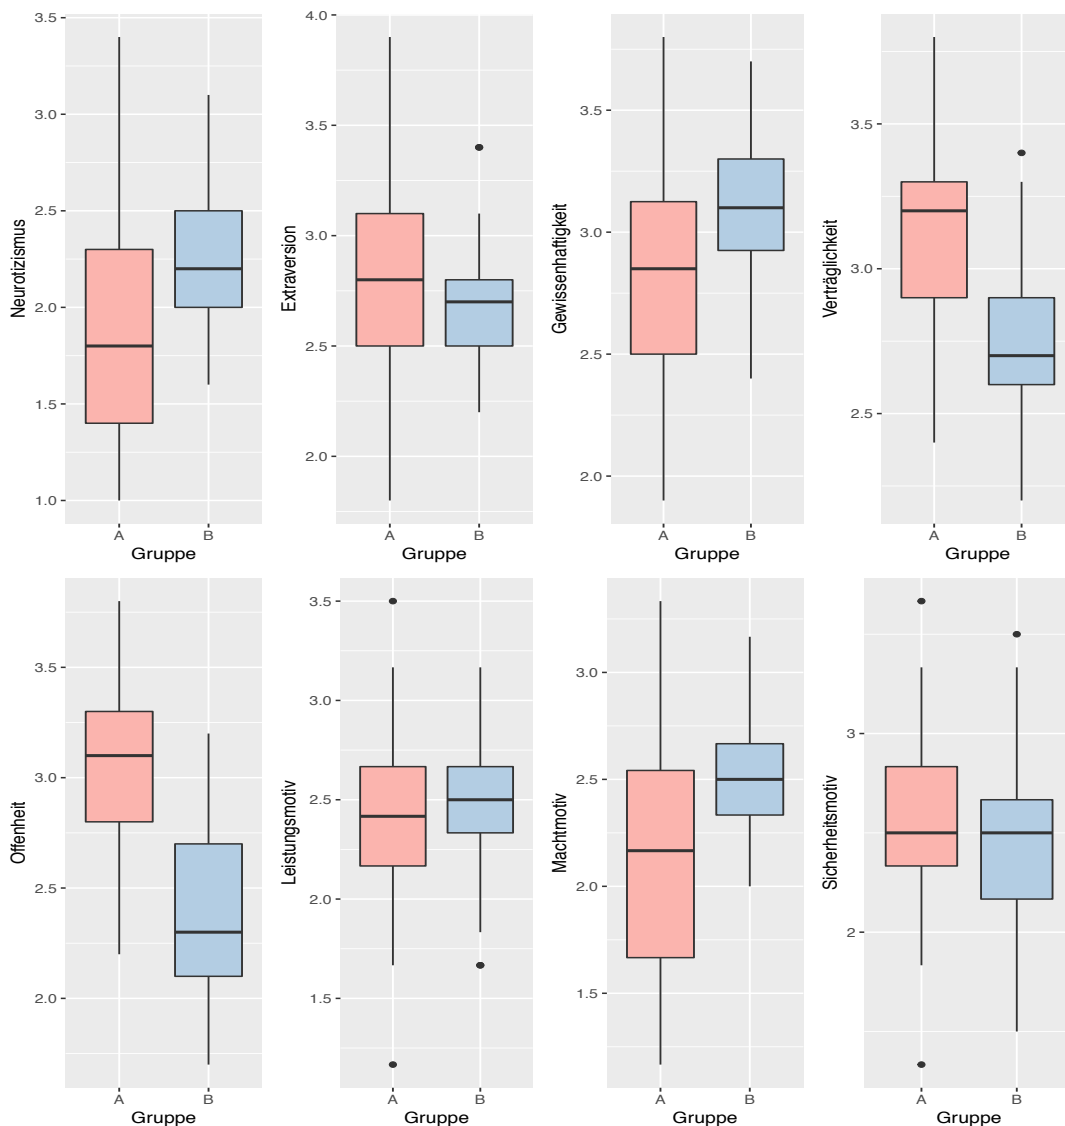 Neurotizismus
3.5
3.0
2.5
2.0
1.5
1.0
A B
Gruppe
Extraversion
4.0
3.5
3.0
2.5
2.0
A B
Gruppe
Gewissenhaftigkeit
3.5
3.0
2.5
2.0
A B
Gruppe
Verträglichkeit
3.5
3.0
2.5
A B
Gruppe
Offenheit
3.5
3.0
2.5
2.0
A B
Gruppe
Leistungsmotiv
3.5
3.0
2.5
2.0
1.5
A B
Gruppe
Machtmotiv
3.0
2.5
2.0
1.5
A B
Gruppe
Sicherheitsmotiv
3
2
A B
Gruppe